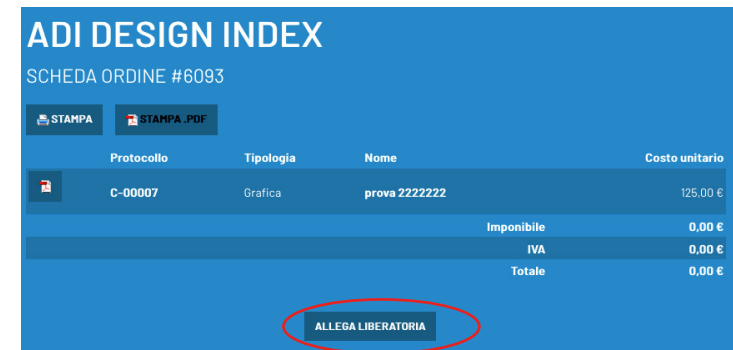 ADI DESIGN INDEX
SCHEDA ORDINE #6093
STAMPA STAMPA .PDF
Protocollo Tipologia Nome Costo unitario
C-00007 Grafica prova 2222222 125,00 €
Imponibile 0,00 €
IVA 0,00 €
Totale 0,00 €
ALLEGA LIBERATORIA